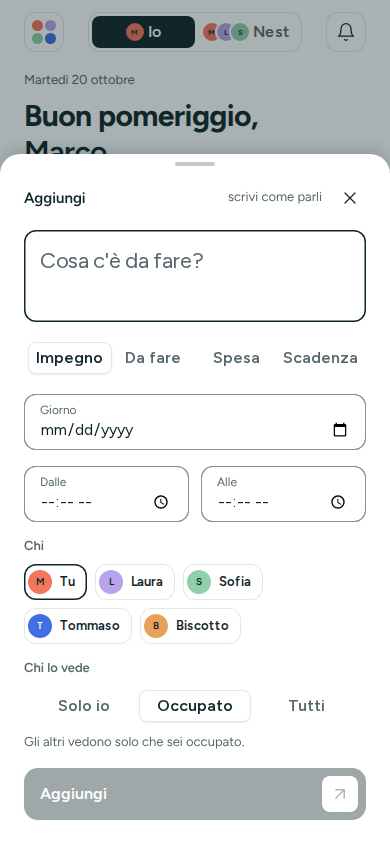 M Io M L S Nest
Martedì 20 ottobre
Buon pomeriggio,
Marco
Aggiungi scrivi come parli
Cosa c'è da fare?
Impegno Da fare Spesa Scadenza
Giorno
mm/dd/yyyy
Dalle Alle
--:-- -- --:-- --
Chi
M Tu L Laura S Sofia
T Tommaso B Biscotto
Chi lo vede
Solo io Occupato Tutti
Gli altri vedono solo che sei occupato.
Aggiungi